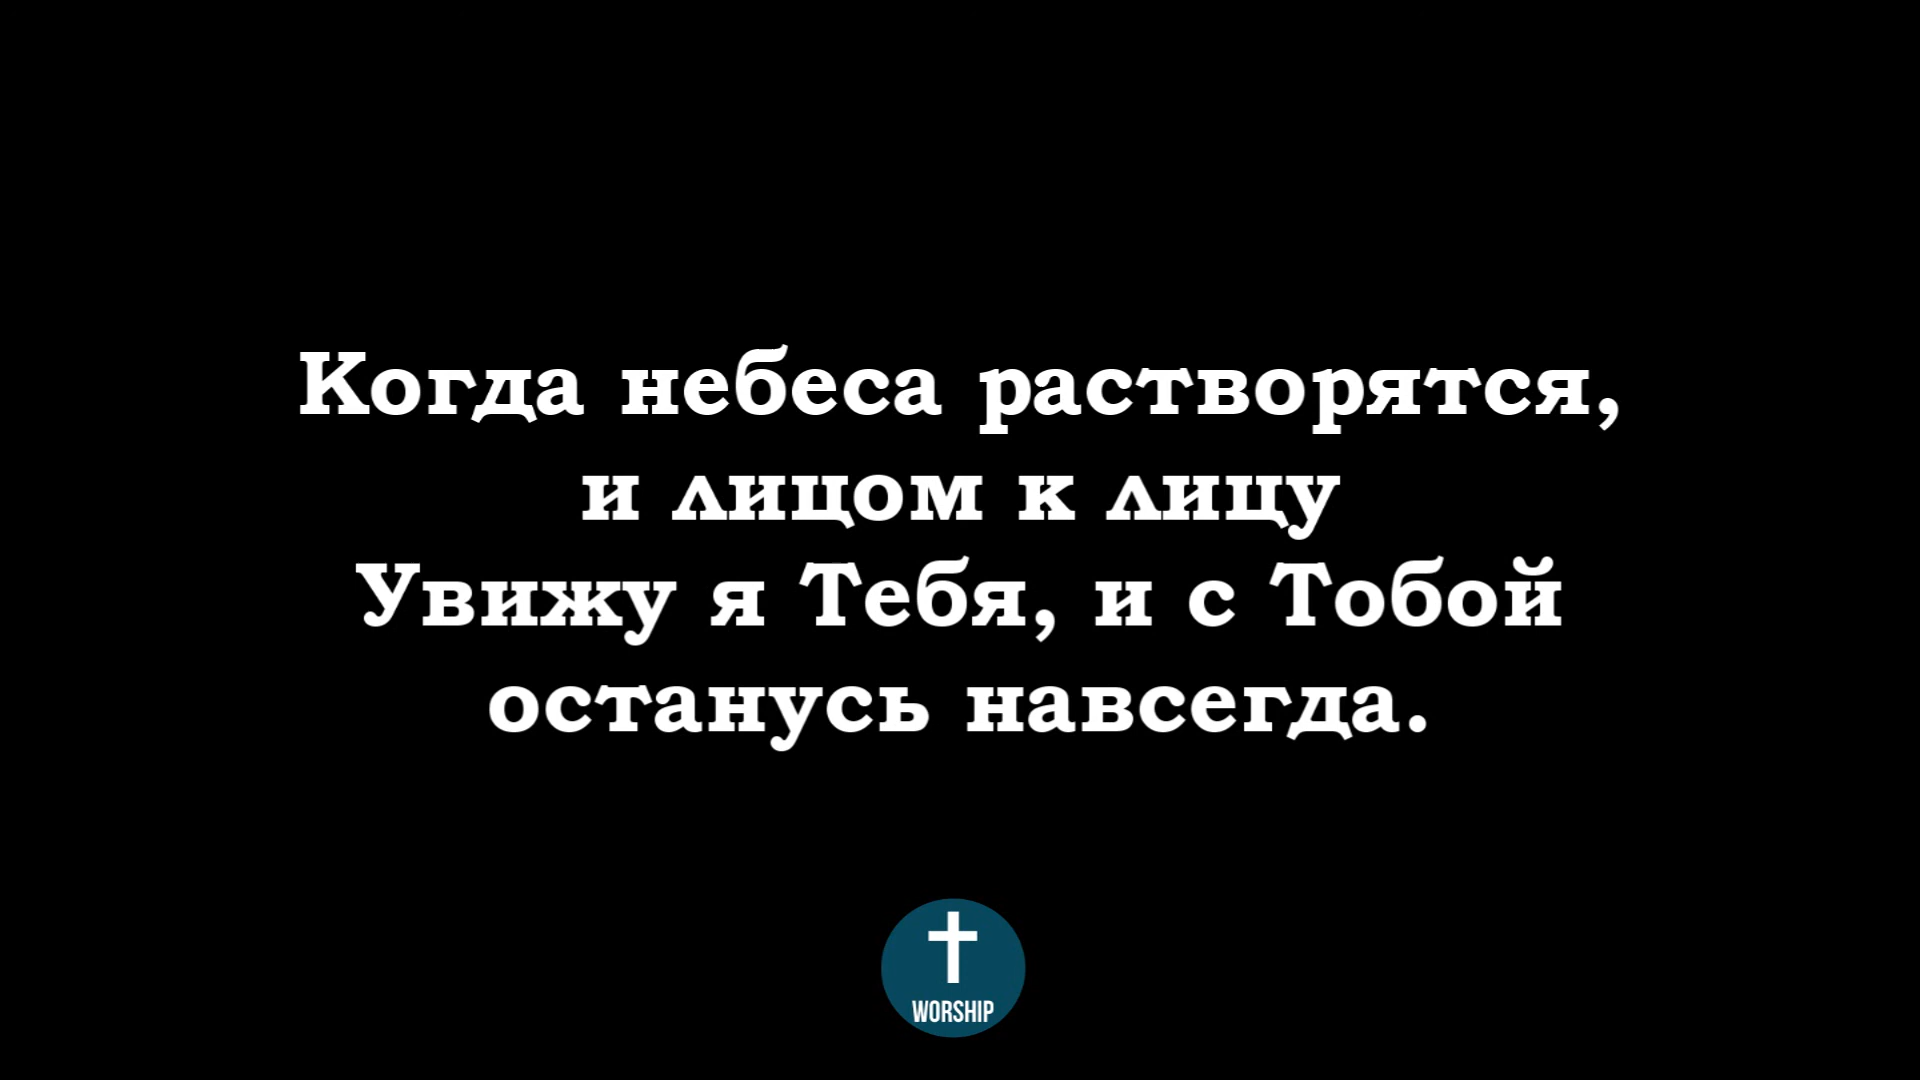 Когда небеса растворятся,
и лицом к лицу
Увижу я Тебя, и с Тобой
останусь навсегда.
WORSHIP